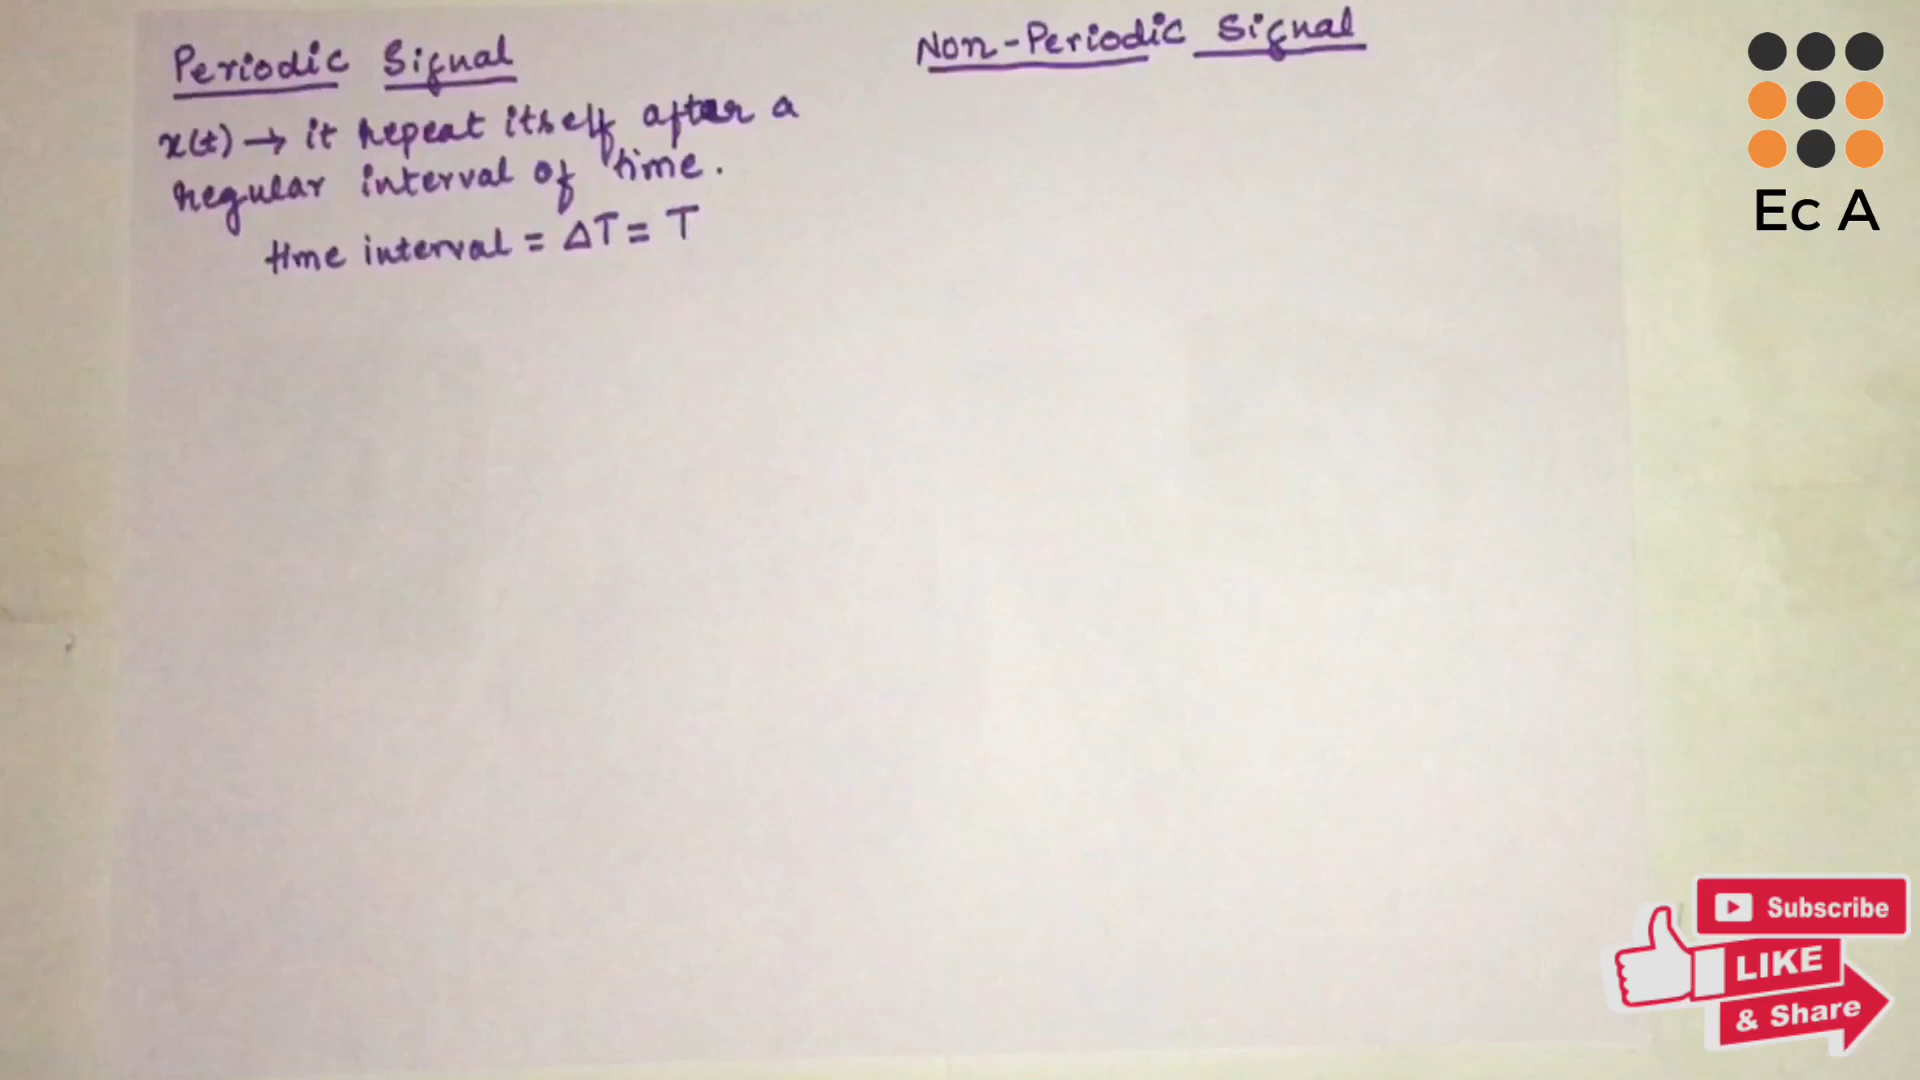 Periodic Signal
x(t) → it repeat itself after a
regular interval of time.
time interval = ΔT = T
Non-Periodic Signal
Ec A
Subscribe
LIKE
& Share